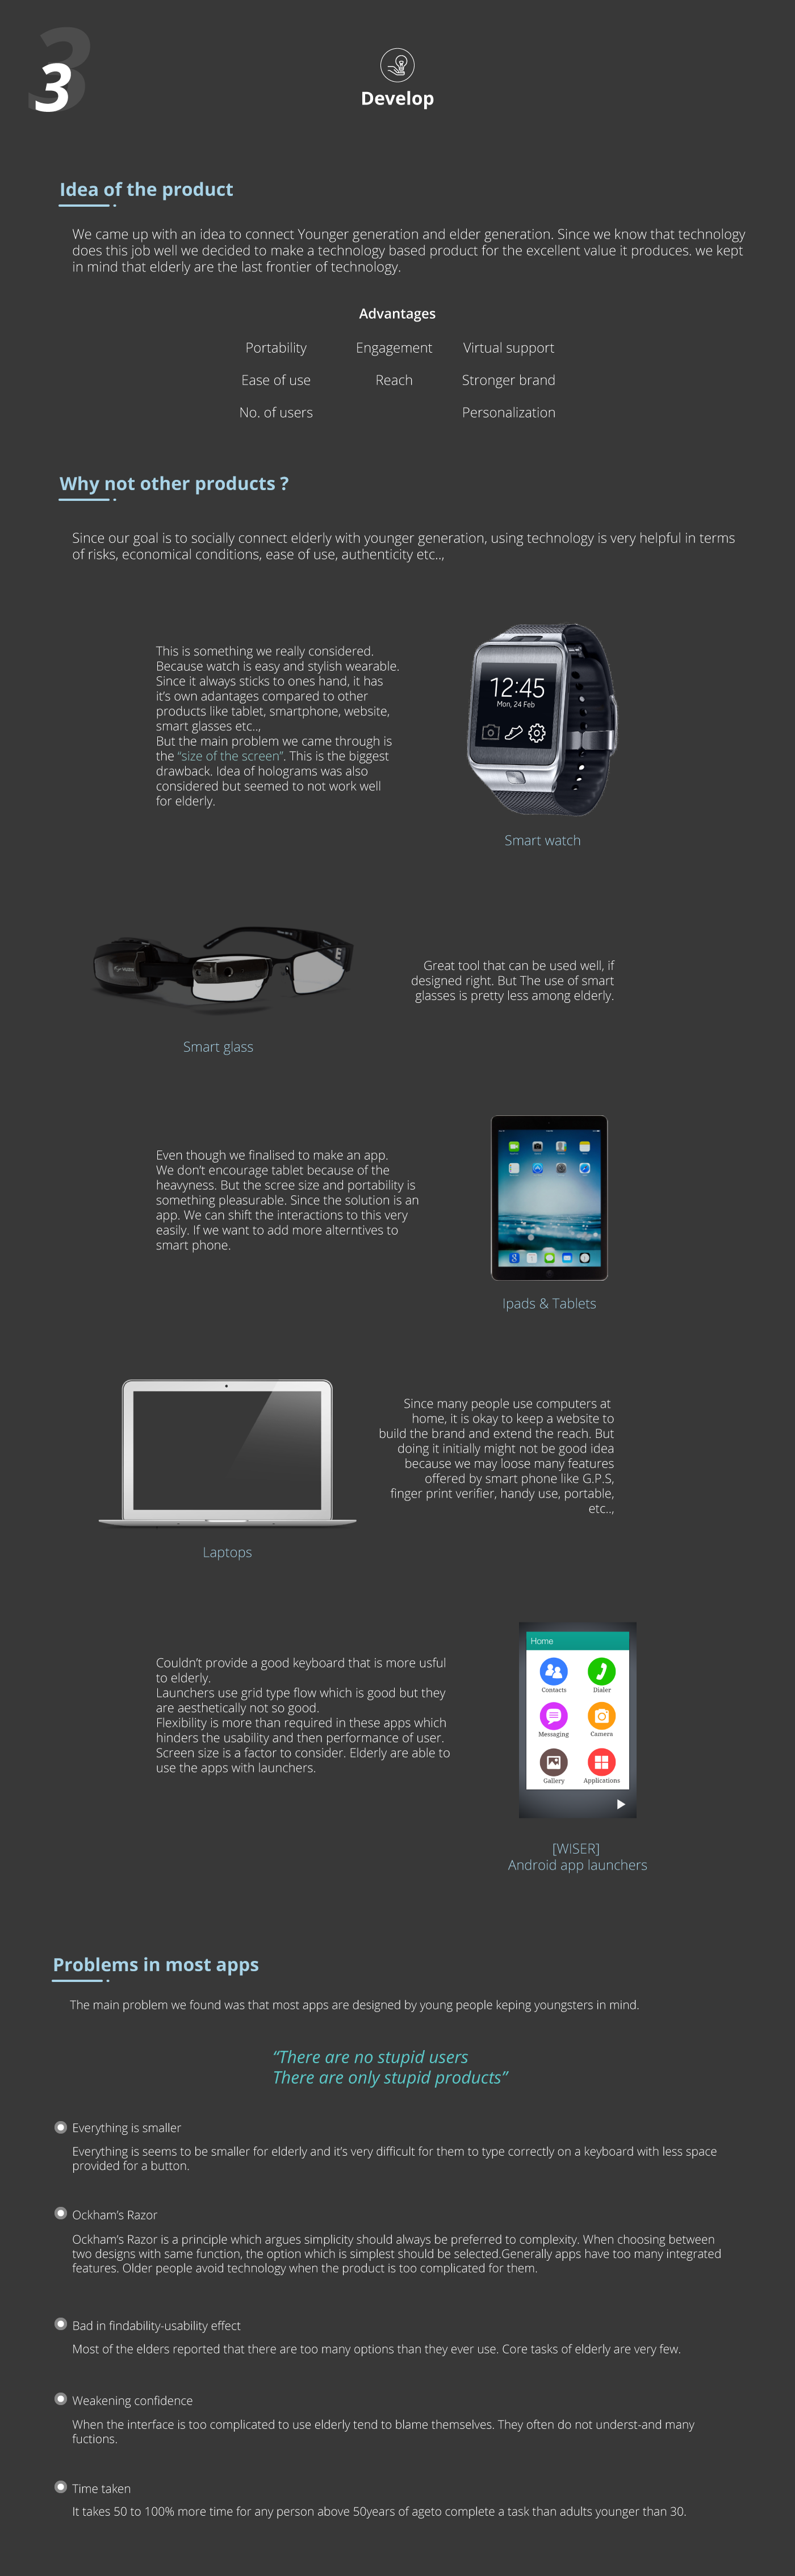 3
3
Develop
Idea of the product
We came up with an idea to connect Younger generation and elder generation. Since we know that technology
does this job well we decided to make a technology based product for the excellent value it produces. we kept
in mind that elderly are the last frontier of technology.
Advantages
Portability Engagement Virtual support
Ease of use Reach Stronger brand
No. of users Personalization
Why not other products ?
Since our goal is to socially connect elderly with younger generation, using technology is very helpful in terms
of risks, economical conditions, ease of use, authenticity etc..,
This is something we really considered.
Because watch is easy and stylish wearable.
Since it always sticks to ones hand, it has
it's own adantages compared to other
products like tablet, smartphone, website,
smart glasses etc..,
But the main problem we came through is
the "size of the screen". This is the biggest
drawback. Idea of holograms was also
considered but seemed to not work well
for elderly.
12:45
Mon, 24 Feb
Smart watch
Great tool that can be used well, if
designed right. But The use of smart
glasses is pretty less among elderly.
Smart glass
Even though we finalised to make an app.
We don't encourage tablet because of the
heavyness. But the scree size and portability is
something pleasurable. Since the solution is an
app. We can shift the interactions to this very
easily. If we want to add more alterntives to
smart phone.
Ipads & Tablets
Since many people use computers at
home, it is okay to keep a website to
build the brand and extend the reach. But
doing it initially might not be good idea
because we may loose many features
offered by smart phone like G.P.S,
finger print verifier, handy use, portable,
etc..,
Laptops
Couldn't provide a good keyboard that is more usful
to elderly.
Launchers use grid type flow which is good but they
are aesthetically not so good.
Flexibility is more than required in these apps which
hinders the usability and then performance of user.
Screen size is a factor to consider. Elderly are able to
use the apps with launchers.
Home
Contacts Dialer
Messaging Camera
Gallery Applications
[WISER]
Android app launchers
Problems in most apps
The main problem we found was that most apps are designed by young people keping youngsters in mind.
"There are no stupid users
There are only stupid products"
Everything is smaller
Everything is seems to be smaller for elderly and it's very difficult for them to type correctly on a keyboard with less space
provided for a button.
Ockham's Razor
Ockham's Razor is a principle which argues simplicity should always be preferred to complexity. When choosing between
two designs with same function, the option which is simplest should be selected.Generally apps have too many integrated
features. Older people avoid technology when the product is too complicated for them.
Bad in findability-usability effect
Most of the elders reported that there are too many options than they ever use. Core tasks of elderly are very few.
Weakening confidence
When the interface is too complicated to use elderly tend to blame themselves. They often do not underst-and many
fuctions.
Time taken
It takes 50 to 100% more time for any person above 50years of ageto complete a task than adults younger than 30.